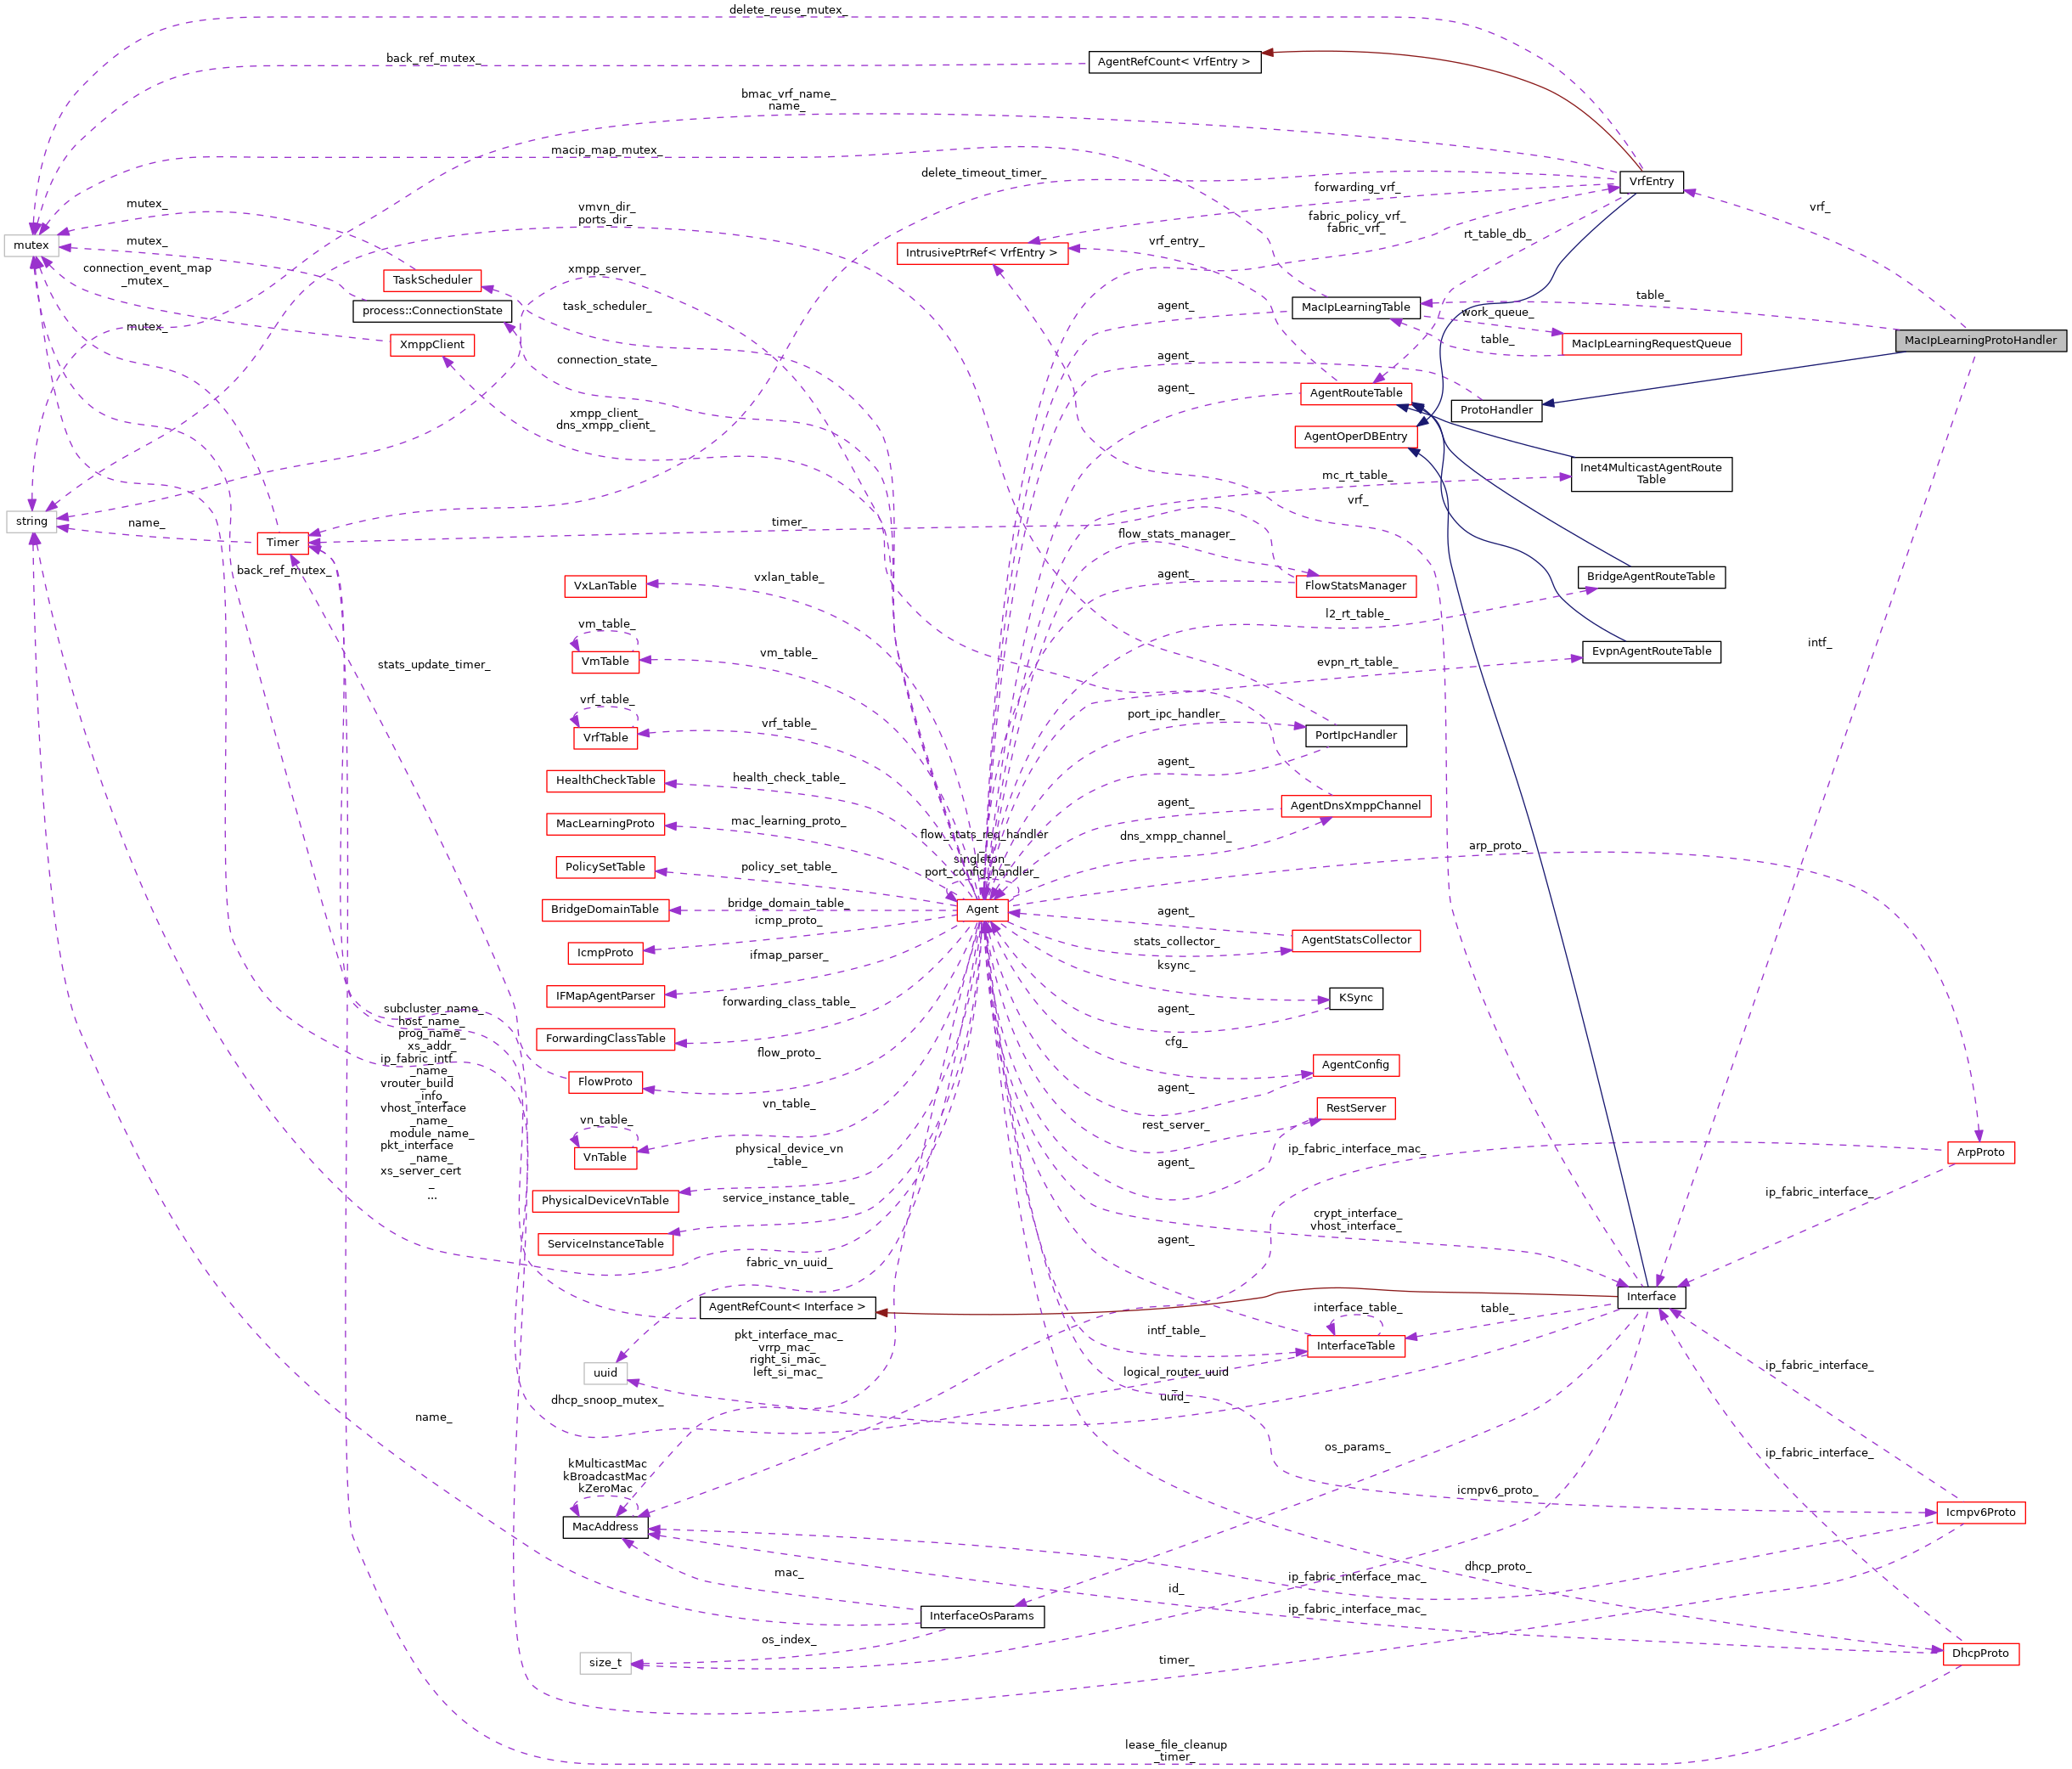 delete_reuse_mutex_
back_ref_mutex_
AgentRefCount< VrfEntry >
bmac_vrf_name_
name_
macip_map_mutex_
delete_timeout_timer_
VrfEntry
forwarding_vrf_
vrf_
mutex_
vmvn_dir_
ports_dir_
fabric_policy_vrf_
fabric_vrf_
rt_table_db_
mutex
mutex_
vrf_entry_
IntrusivePtrRef< VrfEntry >
connection_event_map
_mutex_
TaskScheduler
xmpp_server_
table_
process::ConnectionState
task_scheduler_
agent_
MacIpLearningTable
work_queue_
mutex_
XmppClient
table_
MacIpLearningRequestQueue
MacIpLearningProtoHandler
connection_state_
agent_
agent_
AgentRouteTable
ProtoHandler
xmpp_client_
dns_xmpp_client_
AgentOperDBEntry
mc_rt_table_
Inet4MulticastAgentRoute
Table
vrf_
string
name_
timer_
Timer
flow_stats_manager_
back_ref_mutex_
vxlan_table_
agent_
VxLanTable
FlowStatsManager
BridgeAgentRouteTable
vm_table_
l2_rt_table_
intf_
stats_update_timer_
VmTable
vm_table_
evpn_rt_table_
EvpnAgentRouteTable
vrf_table_
vrf_table_
port_ipc_handler_
VrfTable
PortIpcHandler
agent_
health_check_table_
HealthCheckTable
agent_
AgentDnsXmppChannel
mac_learning_proto_
MacLearningProto
flow_stats_req_handler
_
dns_xmpp_channel_
singleton_
port_config_handler_
arp_proto_
policy_set_table_
PolicySetTable
bridge_domain_table_
BridgeDomainTable
Agent
agent_
icmp_proto_
IcmpProto
stats_collector_
AgentStatsCollector
ifmap_parser_
ksync_
IFMapAgentParser
KSync
forwarding_class_table_
agent_
ForwardingClassTable
cfg_
subcluster_name_
host_name_
prog_name_
xs_addr_
ip_fabric_intf_
_name_
vrouter_build
_info_
vhost_interface
_name_
module_name_
pkt_interface
_name_
xs_server_cert
_
...
flow_proto_
AgentConfig
FlowProto
agent_
vn_table_
RestServer
vn_table_
rest_server_
VnTable
physical_device_vn
_table_
agent_
ip_fabric_interface_mac_
ArpProto
PhysicalDeviceVnTable
service_instance_table_
ip_fabric_interface_
ServiceInstanceTable
crypt_interface_
vhost_interface_
agent_
fabric_vn_uuid_
Interface
AgentRefCount< Interface >
interface_table_
table_
pkt_interface_mac_
vrrp_mac_
right_si_mac_
left_si_mac_
intf_table_
InterfaceTable
ip_fabric_interface_
uuid
logical_router_uuid
_
uuid_
dhcp_snoop_mutex_
name_
os_params_
ip_fabric_interface_
kMulticastMac
kBroadcastMac
kZeroMac
icmpv6_proto_
Icmpv6Proto
MacAddress
mac_
id_
ip_fabric_interface_mac_
dhcp_proto_
InterfaceOsParams
ip_fabric_interface_mac_
os_index_
size_t
timer_
DhcpProto
lease_file_cleanup
_timer_